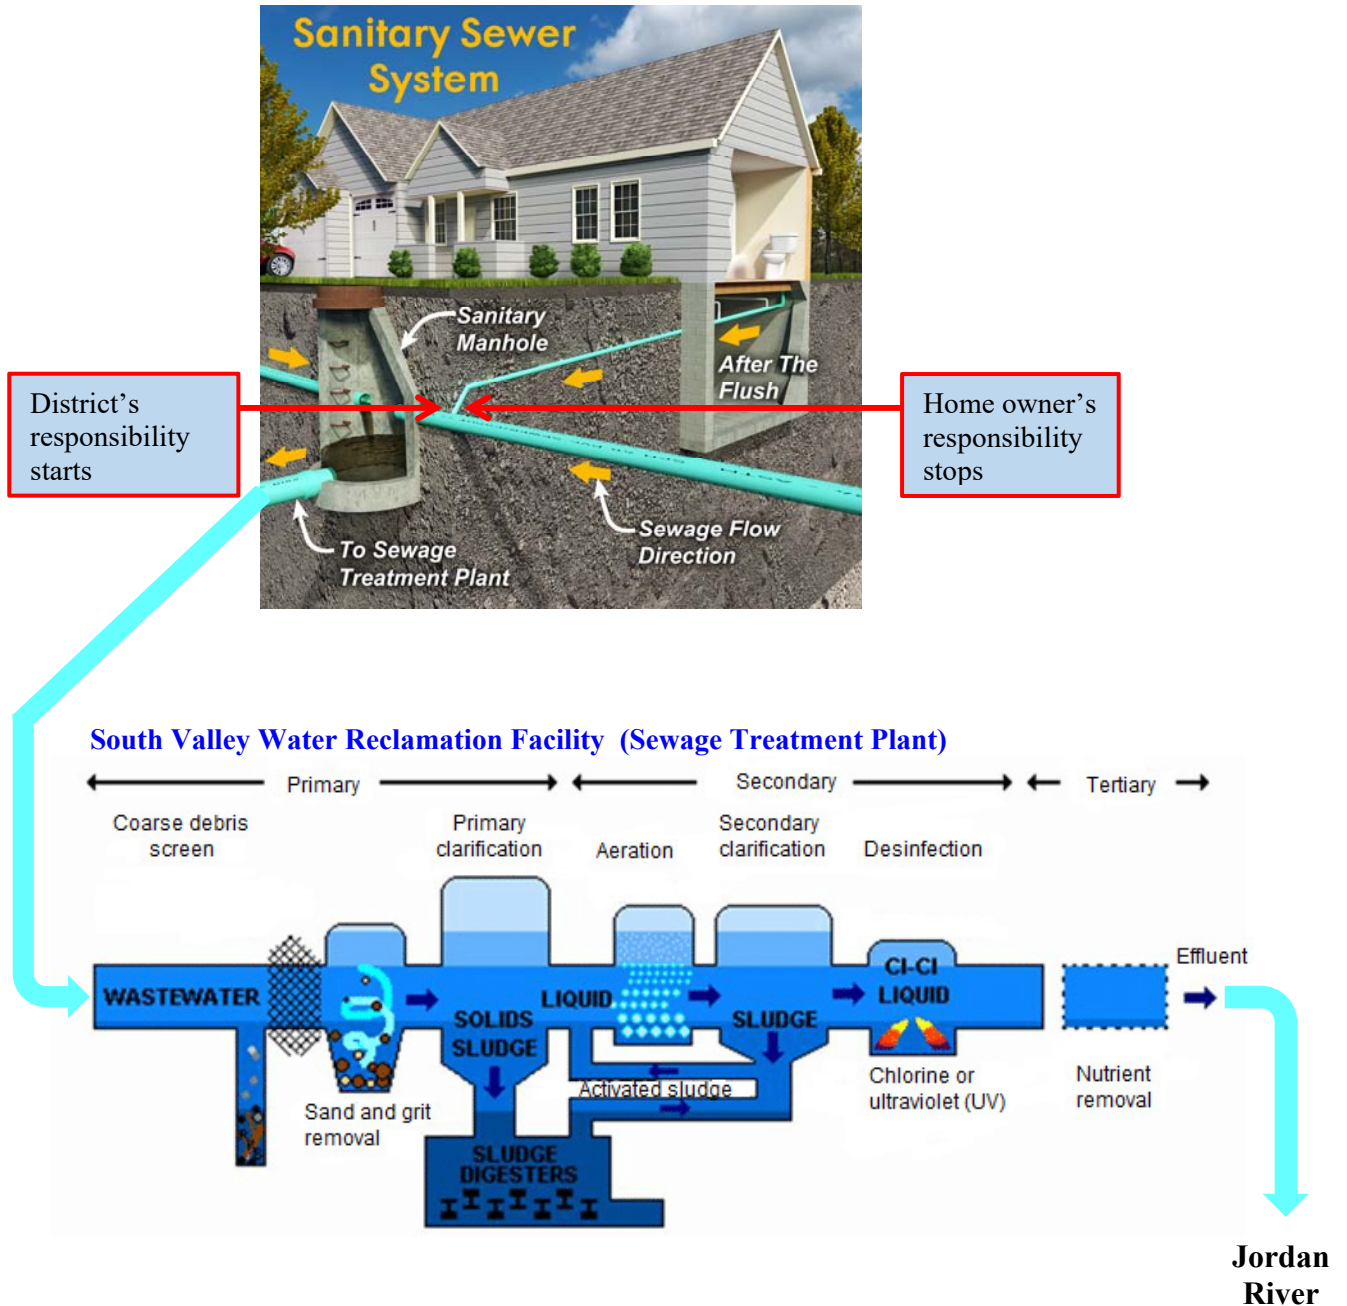 Sanitary Sewer
System
Sanitary
Manhole
After The
Flush
District's
responsibility
starts
Home owner's
responsibility
stops
Sewage Flow
Direction
To Sewage
Treatment Plant
South Valley Water Reclamation Facility (Sewage Treatment Plant)
Primary
Secondary
Tertiary
Coarse debris
screen
Primary
clarification
Aeration
Secondary
clarification
Desinfection
WASTEWATER
SOLIDS
SLUDGE
LIQUID
SLUDGE
CI-CI
LIQUID
Effluent
Sand and grit
removal
Activated sludge
Chlorine or
ultraviolet (UV)
Nutrient
removal
SLUDGE
DIGESTERS
Jordan
River